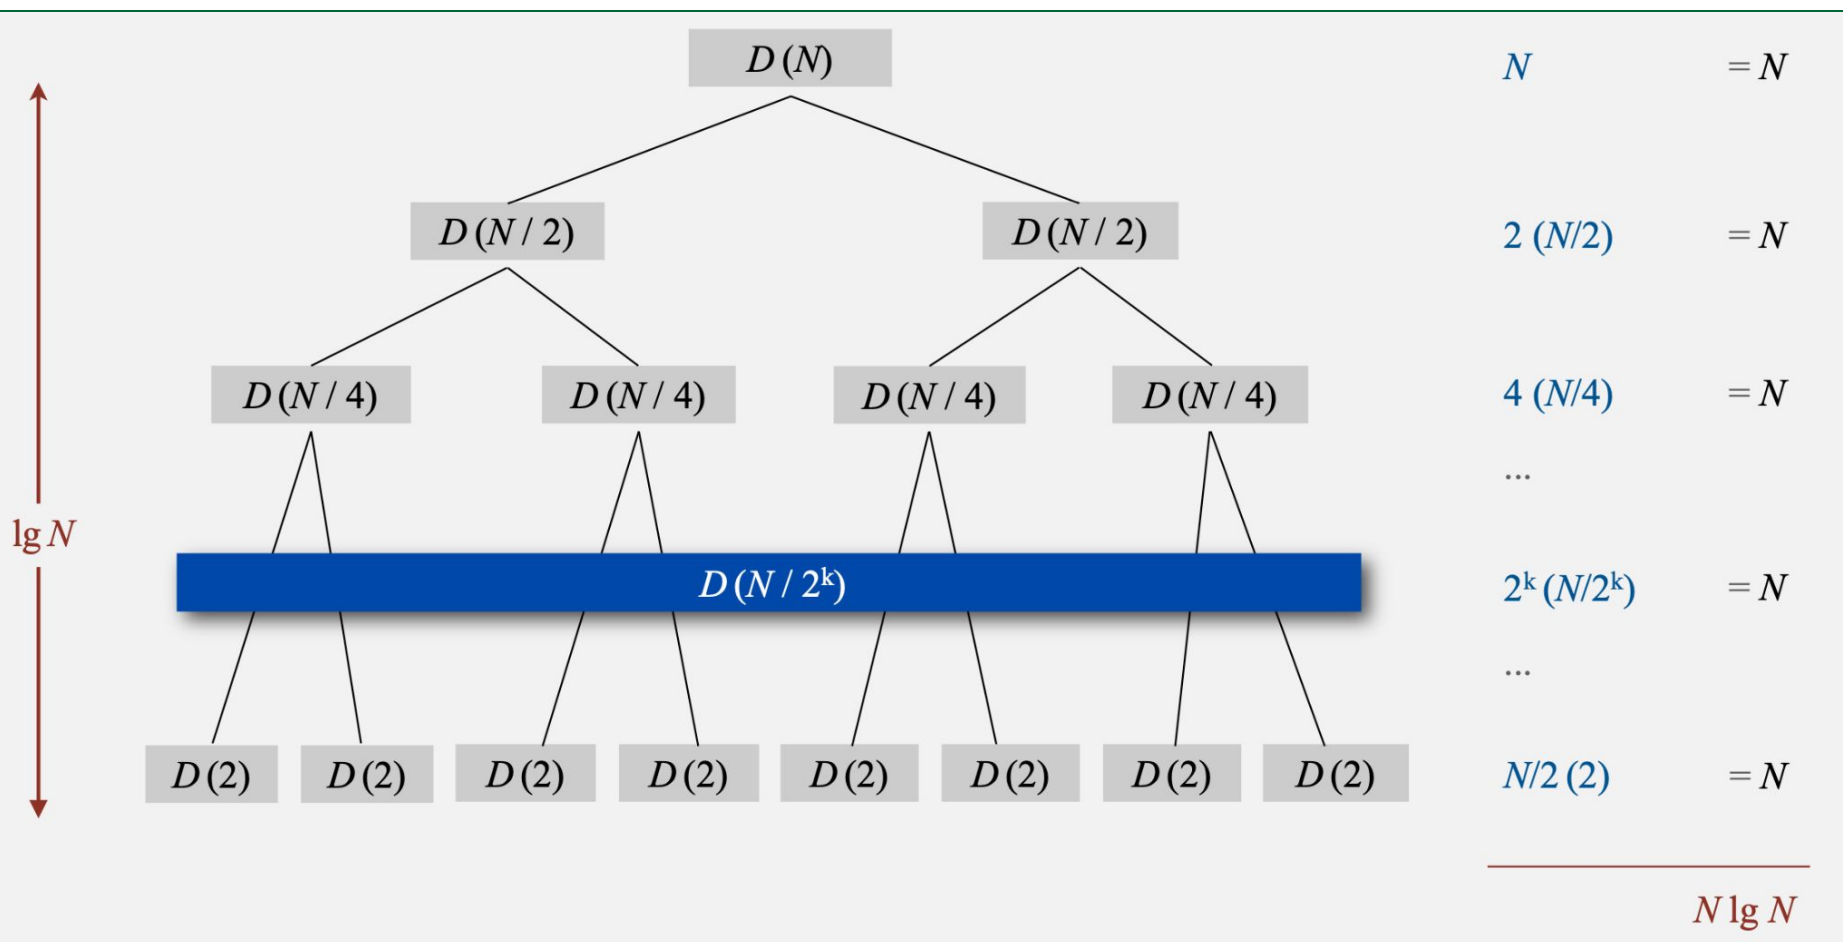 D (N) N = N
D (N / 2) D (N / 2) 2 (N/2) = N
D (N / 4) D (N / 4) D (N / 4) D (N / 4) 4 (N/4) = N
...
lg N
D (N / 2ᵏ) 2ᵏ (N/2ᵏ) = N
...
D (2) D (2) D (2) D (2) D (2) D (2) D (2) D (2) N/2 (2) = N
N lg N